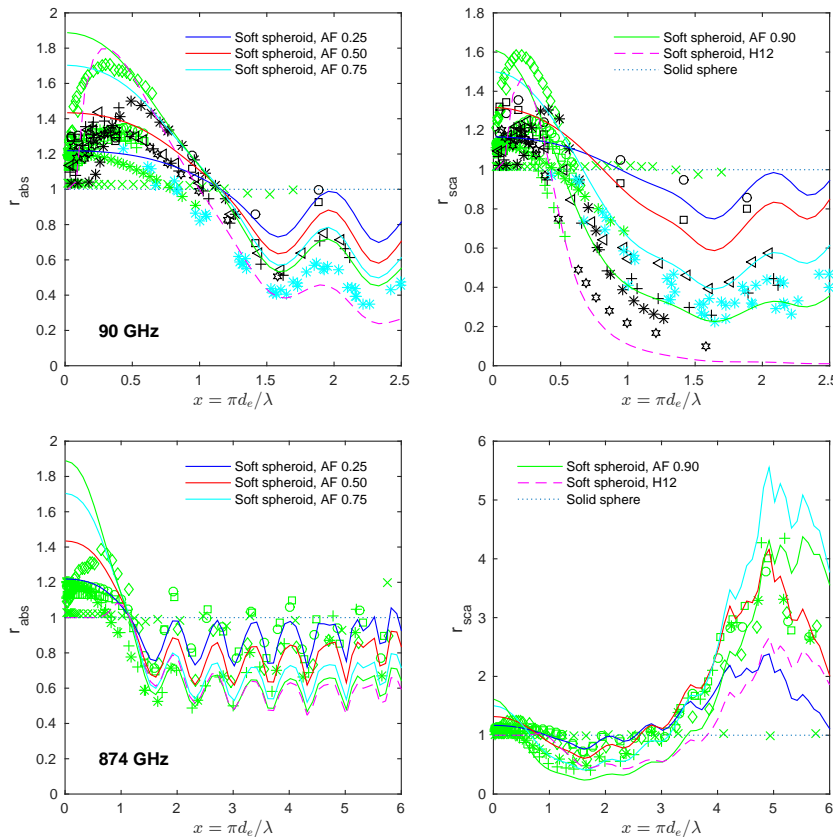 2
1.8
1.6
1.4
1.2
1
0.8
0.6
0.4
0.2
0
r_abs
Soft spheroid, AF 0.25
Soft spheroid, AF 0.50
Soft spheroid, AF 0.75
90 GHz
0 0.5 1 1.5 2 2.5
x = πd_e/λ
1.8
1.6
1.4
1.2
1
0.8
0.6
0.4
0.2
0
r_sca
Soft spheroid, AF 0.90
Soft spheroid, H12
Solid sphere
0 0.5 1 1.5 2 2.5
x = πd_e/λ
2
1.8
1.6
1.4
1.2
1
0.8
0.6
0.4
0.2
0
r_abs
Soft spheroid, AF 0.25
Soft spheroid, AF 0.50
Soft spheroid, AF 0.75
874 GHz
0 1 2 3 4 5 6
x = πd_e/λ
6
5
4
3
2
1
0
r_sca
Soft spheroid, AF 0.90
Soft spheroid, H12
Solid sphere
0 1 2 3 4 5 6
x = πd_e/λ